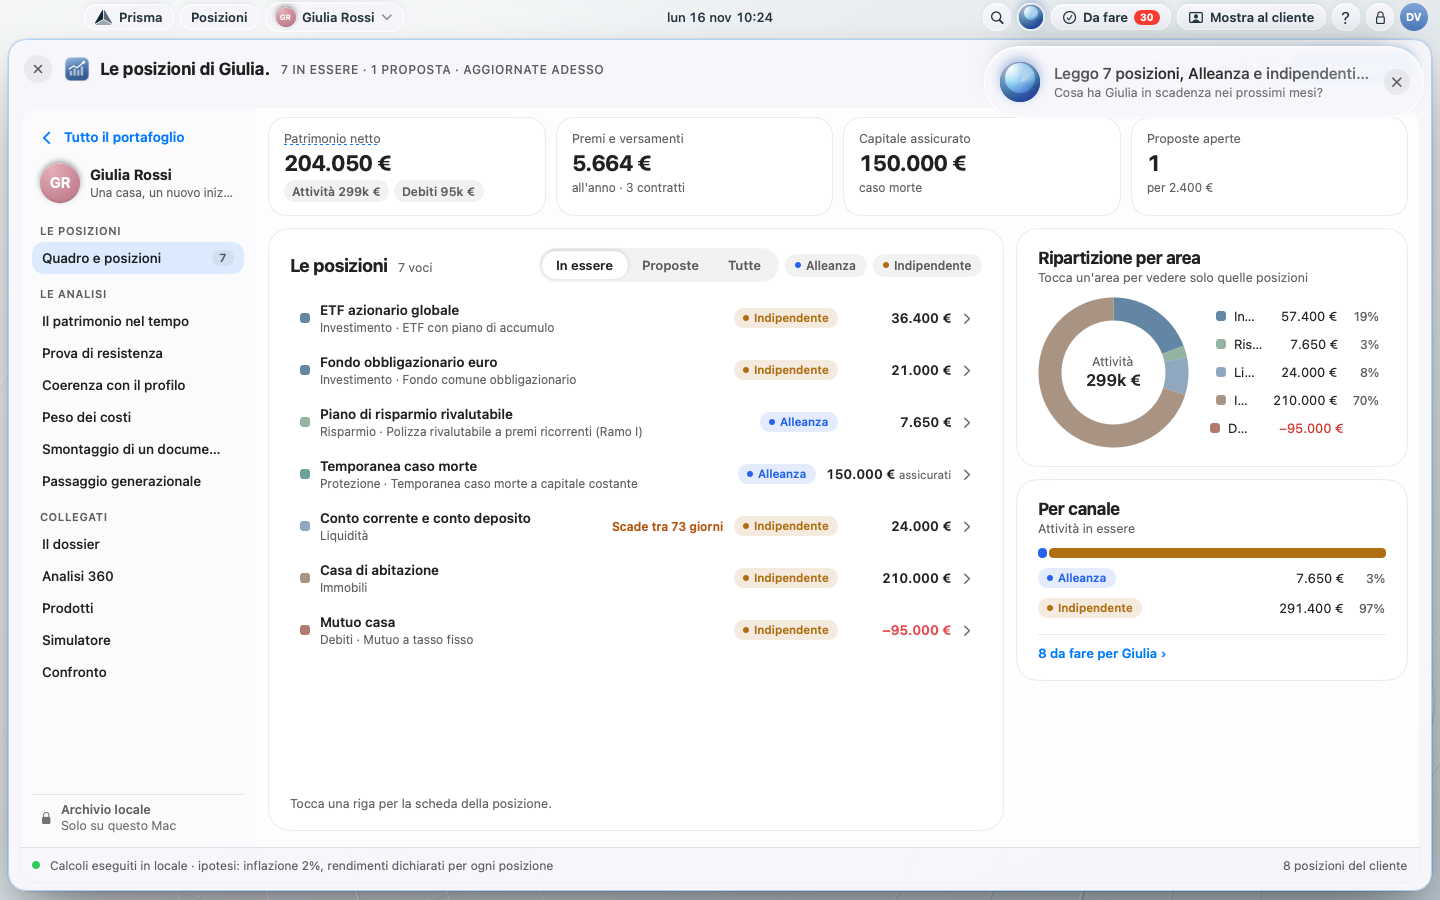 Prisma
Posizioni
GR Giulia Rossi
lun 16 nov 10:24
Da fare 30
Mostra al cliente
?
DV
Le posizioni di Giulia. 7 IN ESSERE · 1 PROPOSTA · AGGIORNATE ADESSO
Leggo 7 posizioni, Alleanza e indipendenti...
Cosa ha Giulia in scadenza nei prossimi mesi?
Tutto il portafoglio
GR
Giulia Rossi
Una casa, un nuovo iniz...
LE POSIZIONI
Quadro e posizioni 7
LE ANALISI
Il patrimonio nel tempo
Prova di resistenza
Coerenza con il profilo
Peso dei costi
Smontaggio di un docume...
Passaggio generazionale
COLLEGATI
Il dossier
Analisi 360
Prodotti
Simulatore
Confronto
Archivio locale
Solo su questo Mac
Patrimonio netto
204.050 €
Attività 299k € Debiti 95k €
Premi e versamenti
5.664 €
all'anno · 3 contratti
Capitale assicurato
150.000 €
caso morte
Proposte aperte
1
per 2.400 €
Le posizioni 7 voci
In essere Proposte Tutte Alleanza Indipendente
ETF azionario globale
Investimento · ETF con piano di accumulo
Indipendente 36.400 €
Fondo obbligazionario euro
Investimento · Fondo comune obbligazionario
Indipendente 21.000 €
Piano di risparmio rivalutabile
Risparmio · Polizza rivalutabile a premi ricorrenti (Ramo I)
Alleanza 7.650 €
Temporanea caso morte
Protezione · Temporanea caso morte a capitale costante
Alleanza 150.000 € assicurati
Conto corrente e conto deposito
Liquidità
Scade tra 73 giorni Indipendente 24.000 €
Casa di abitazione
Immobili
Indipendente 210.000 €
Mutuo casa
Debiti · Mutuo a tasso fisso
Indipendente −95.000 €
Tocca una riga per la scheda della posizione.
Ripartizione per area
Tocca un'area per vedere solo quelle posizioni
Attività
299k €
In... 57.400 € 19%
Ris... 7.650 € 3%
Li... 24.000 € 8%
I... 210.000 € 70%
D... −95.000 €
Per canale
Attività in essere
Alleanza 7.650 € 3%
Indipendente 291.400 € 97%
8 da fare per Giulia ›
Calcoli eseguiti in locale · ipotesi: inflazione 2%, rendimenti dichiarati per ogni posizione
8 posizioni del cliente